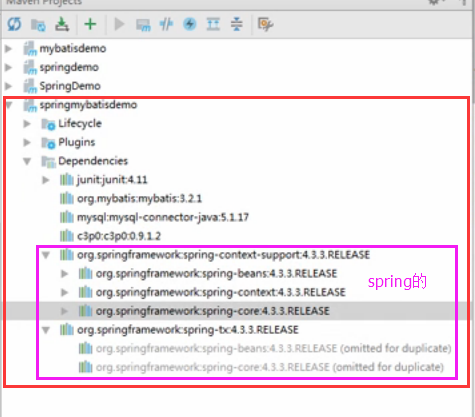 Maven Projects
mybatisdemo
springdemo
SpringDemo
springmybatisdemo
Lifecycle
Plugins
Dependencies
junit:junit:4.11
org.mybatis:mybatis:3.2.1
mysql:mysql-connector-java:5.1.17
c3p0:c3p0:0.9.1.2
org.springframework:spring-context-support:4.3.3.RELEASE
org.springframework:spring-beans:4.3.3.RELEASE
spring的
org.springframework:spring-context:4.3.3.RELEASE
org.springframework:spring-core:4.3.3.RELEASE
org.springframework:spring-tx:4.3.3.RELEASE
org.springframework:spring-beans:4.3.3.RELEASE (omitted for duplicate)
org.springframework:spring-core:4.3.3.RELEASE (omitted for duplicate)